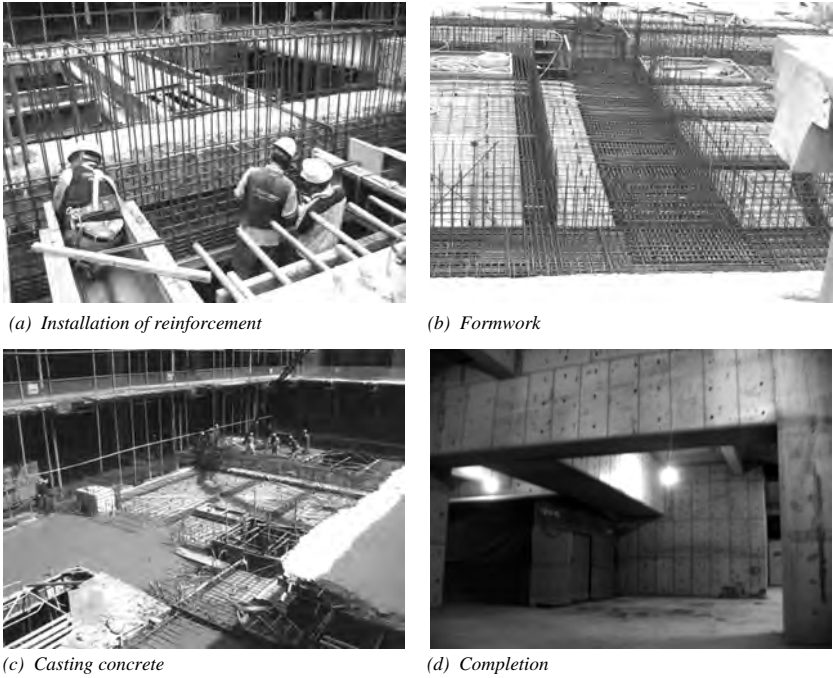 (a) Installation of reinforcement
(b) Formwork
(c) Casting concrete
(d) Completion